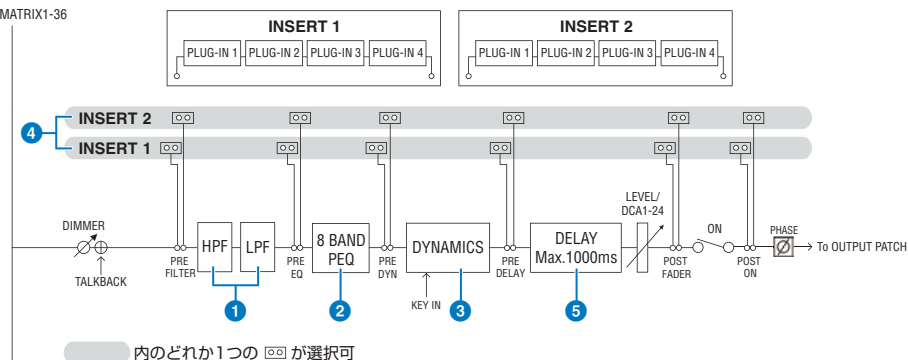 MATRIX1-36
INSERT 1
PLUG-IN 1 PLUG-IN 2 PLUG-IN 3 PLUG-IN 4
INSERT 2
PLUG-IN 1 PLUG-IN 2 PLUG-IN 3 PLUG-IN 4
4
INSERT 2
INSERT 1
DIMMER
TALKBACK
PRE
FILTER
HPF
LPF
1
PRE
EQ
8 BAND
PEQ
2
PRE
DYN
DYNAMICS
KEY IN
3
PRE
DELAY
DELAY
Max.1000ms
5
LEVEL/
DCA1-24
POST
FADER
ON
POST
ON
PHASE
Ø
To OUTPUT PATCH
内のどれか1つの が選択可